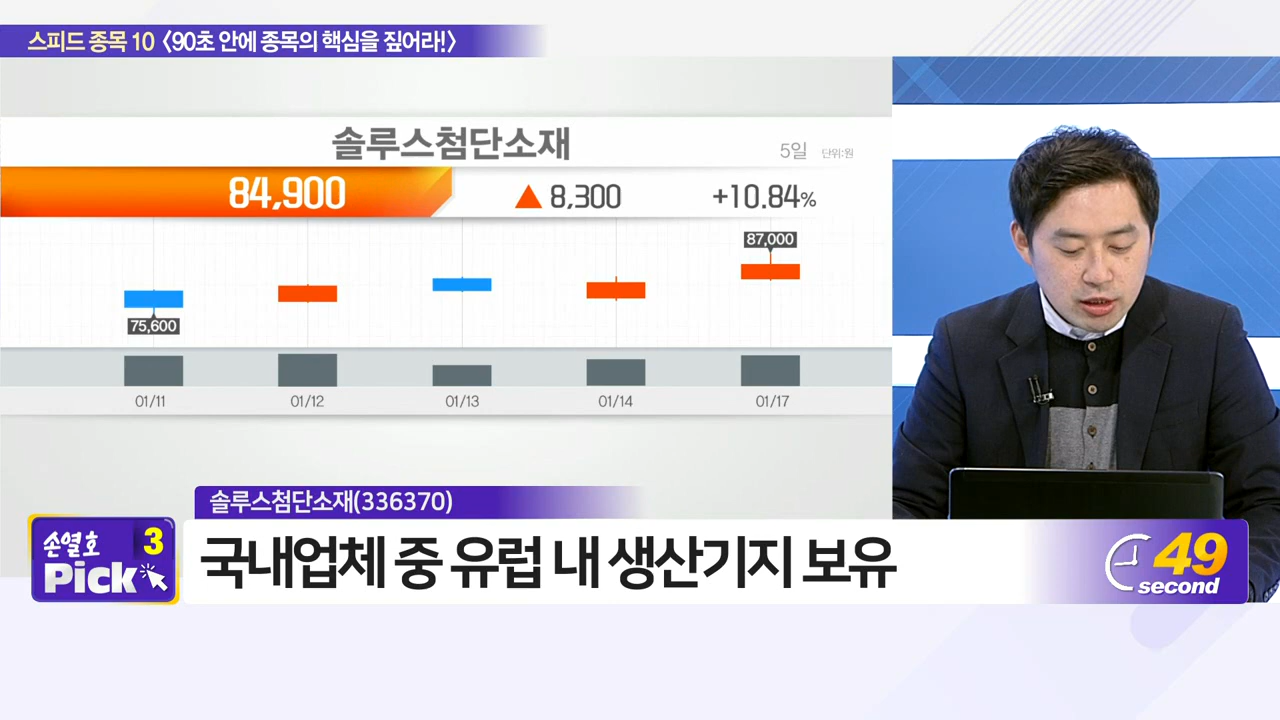 스피드 종목 10 〈90초 안에 종목의 핵심을 짚어라!〉
솔루스첨단소재
5일 단위:원
84,900 ▲ 8,300 +10.84%
87,000
75,600
01/11 01/12 01/13 01/14 01/17
솔루스첨단소재(336370)
손열호 3
Pick
국내업체 중 유럽 내 생산기지 보유
49
second